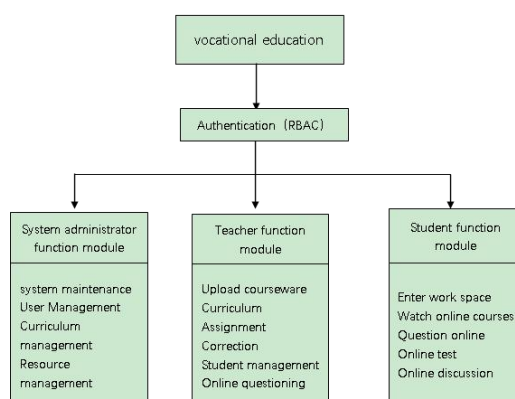 vocational education
Authentication（RBAC）
System administrator
function module
system maintenance
User Management
Curriculum
management
Resource
management
Teacher function
module
Upload courseware
Curriculum
Assignment
Correction
Student management
Online questioning
Student function
module
Enter work space
Watch online courses
Question online
Online test
Online discussion